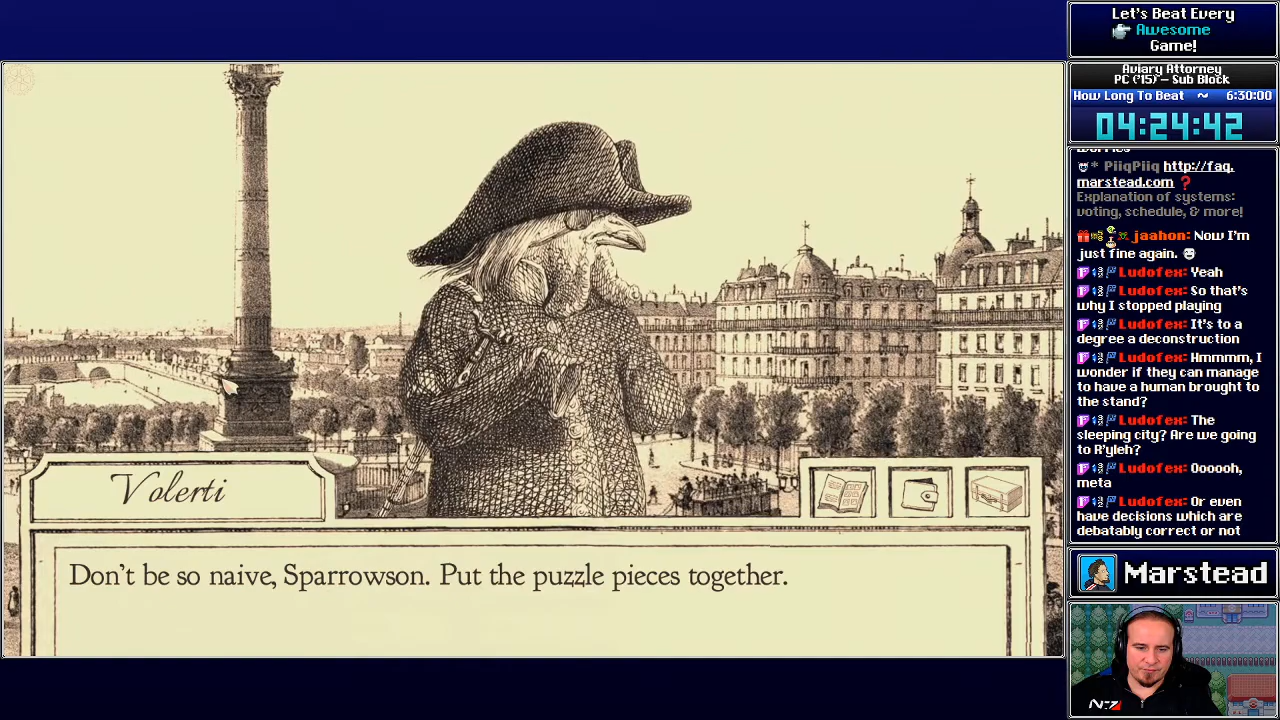 Let's Beat Every
Awesome
Game!
Aviary Attorney
PC ('15) – Sub Block
How Long To Beat ~ 6:30:00
04:24:42
worries
PiiqPiiq http://faq.
marstead.com ?
Explanation of systems:
voting, schedule, & more!
jaahon: Now I'm
just fine again.
Ludofex: Yeah
Ludofex: So that's
why I stopped playing
Ludofex: It's to a
degree a deconstruction
Ludofex: Hmmmm, I
wonder if they can manage
to have a human brought to
the stand?
Ludofex: The
sleeping city? Are we going
to R'yleh?
Ludofex: Oooooh,
meta
Ludofex: Or even
have decisions which are
debatably correct or not
Marstead
Volerti
Don't be so naive, Sparrowson. Put the puzzle pieces together.